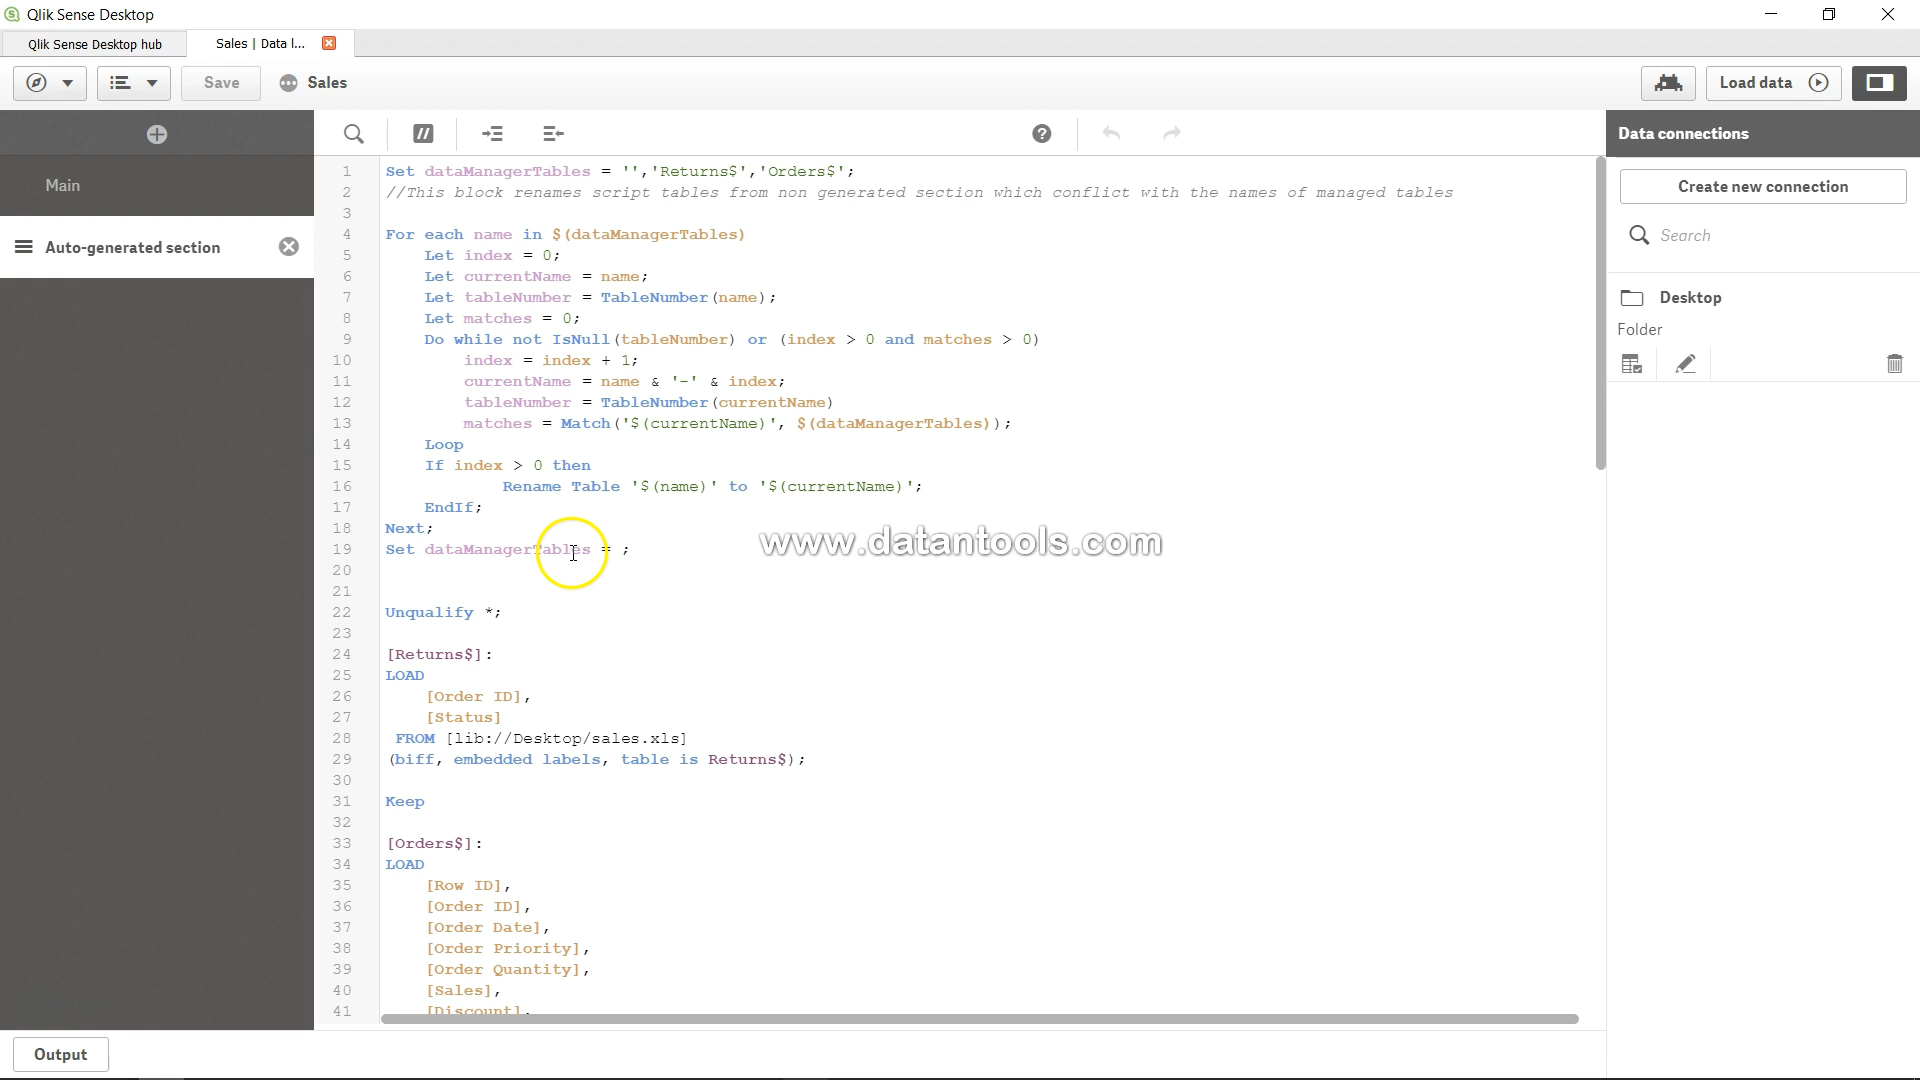 Qlik Sense Desktop
Qlik Sense Desktop hub
Sales | Data l...
Save
Sales
Load data
Main
Auto-generated section
1 Set dataManagerTables = '','Returns$','Orders$';
2 //This block renames script tables from non generated section which conflict with the names of managed tables
3
4 For each name in $(dataManagerTables)
5 Let index = 0;
6 Let currentName = name;
7 Let tableNumber = TableNumber(name);
8 Let matches = 0;
9 Do while not IsNull(tableNumber) or (index > 0 and matches > 0)
10 index = index + 1;
11 currentName = name & '-' & index;
12 tableNumber = TableNumber(currentName)
13 matches = Match('$(currentName)', $(dataManagerTables));
14 Loop
15 If index > 0 then
16 Rename Table '$(name)' to '$(currentName)';
17 EndIf;
18 Next;
19 Set dataManagerTables = ;
20
21
22 Unqualify *;
23
24 [Returns$]:
25 LOAD
26 [Order ID],
27 [Status]
28 FROM [lib://Desktop/sales.xls]
29 (biff, embedded labels, table is Returns$);
30
31 Keep
32
33 [Orders$]:
34 LOAD
35 [Row ID],
36 [Order ID],
37 [Order Date],
38 [Order Priority],
39 [Order Quantity],
40 [Sales],
41 [Discount],
www.datantools.com
Data connections
Create new connection
Search
Desktop
Folder
Output